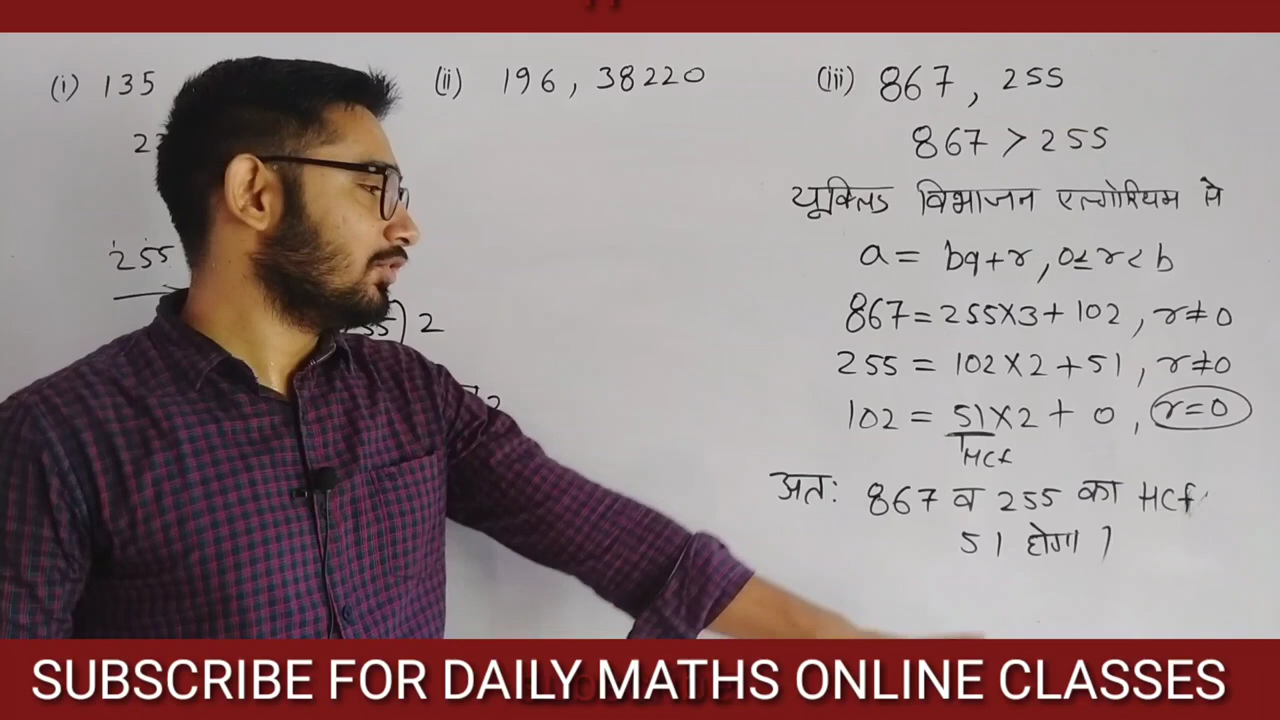 (i) 135
255
(ii) 196, 38220
(iii) 867, 255
867 > 255
यूक्लिड विभाजन एल्गोरिथम से
a = bq + r, 0 ≤ r < b
867 = 255 × 3 + 102, r ≠ 0
255 = 102 × 2 + 51, r ≠ 0
102 = 51 × 2 + 0, r = 0
HCf
अतः 867 व 255 का HCf
51 होगा ।
SUBSCRIBE FOR DAILY MATHS ONLINE CLASSES